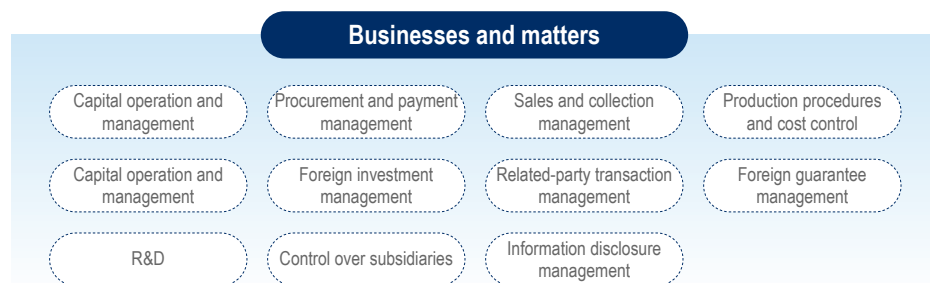 Businesses and matters
Capital operation and
management
Procurement and payment
management
Sales and collection
management
Production procedures
and cost control
Capital operation and
management
Foreign investment
management
Related-party transaction
management
Foreign guarantee
management
R&D
Control over subsidiaries
Information disclosure
management